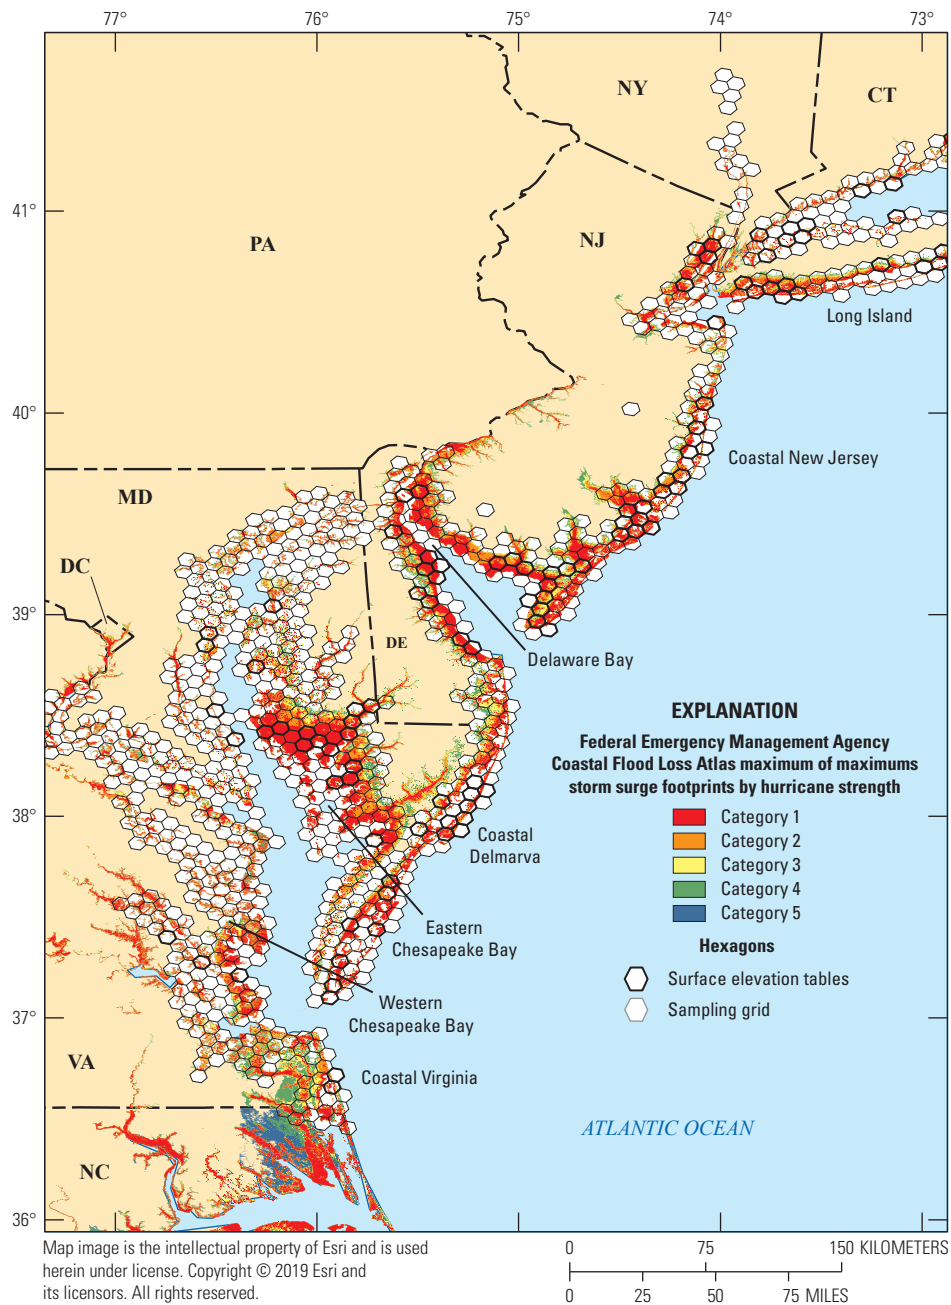 77° 76° 75° 74° 73°
NY
CT
41°
PA
NJ
Long Island
40°
Coastal New Jersey
MD
DC
39°
DE
Delaware Bay
EXPLANATION
Federal Emergency Management Agency
Coastal Flood Loss Atlas maximum of maximums
storm surge footprints by hurricane strength
Category 1
Category 2
Category 3
Category 4
Category 5
Hexagons
Surface elevation tables
Sampling grid
38°
Coastal
Delmarva
Eastern
Chesapeake Bay
Western
Chesapeake Bay
37°
VA
Coastal Virginia
ATLANTIC OCEAN
NC
36°
Map image is the intellectual property of Esri and is used
herein under license. Copyright © 2019 Esri and
its licensors. All rights reserved.
0 75 150 KILOMETERS
0 25 50 75 MILES